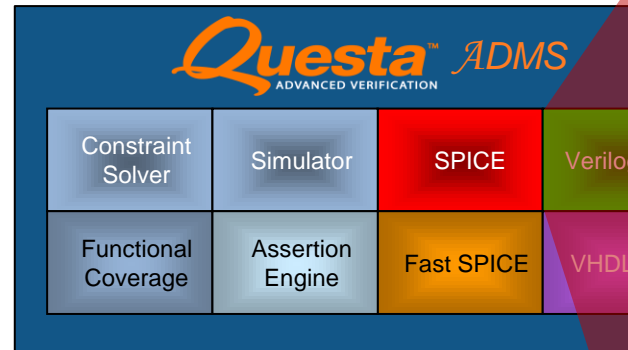 Questa™ ADMS
ADVANCED VERIFICATION
Constraint
Solver
Simulator
SPICE
Functional
Coverage
Assertion
Engine
Fast SPICE
VHDL